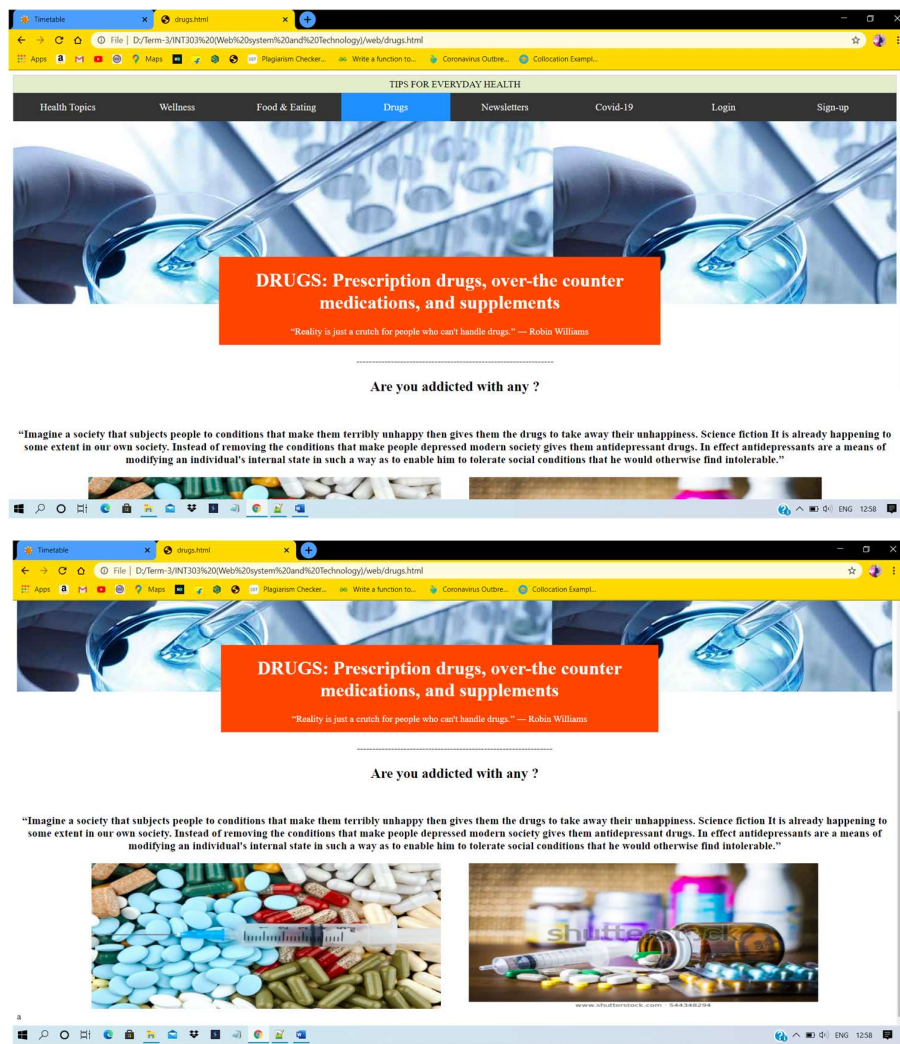 Timetable
drugs.html
File | D:/Term-3/INT303%20(Web%20system%20and%20Technology)/web/drugs.html
Apps
Maps
Plagiarism Checker...
Write a function to...
Coronavirus Outbre...
Collocation Exampl...
TIPS FOR EVERYDAY HEALTH
Health Topics Wellness Food & Eating Drugs Newsletters Covid-19 Login Sign-up
DRUGS: Prescription drugs, over-the counter
medications, and supplements
“Reality is just a crutch for people who can't handle drugs.” — Robin Williams
Are you addicted with any ?
“Imagine a society that subjects people to conditions that make them terribly unhappy then gives them the drugs to take away their unhappiness. Science fiction It is already happening to
some extent in our own society. Instead of removing the conditions that make people depressed modern society gives them antidepressant drugs. In effect antidepressants are a means of
modifying an individual's internal state in such a way as to enable him to tolerate social conditions that he would otherwise find intolerable.”
ENG 12:58
Timetable
drugs.html
File | D:/Term-3/INT303%20(Web%20system%20and%20Technology)/web/drugs.html
Apps
Maps
Plagiarism Checker...
Write a function to...
Coronavirus Outbre...
Collocation Exampl...
DRUGS: Prescription drugs, over-the counter
medications, and supplements
“Reality is just a crutch for people who can't handle drugs.” — Robin Williams
Are you addicted with any ?
“Imagine a society that subjects people to conditions that make them terribly unhappy then gives them the drugs to take away their unhappiness. Science fiction It is already happening to
some extent in our own society. Instead of removing the conditions that make people depressed modern society gives them antidepressant drugs. In effect antidepressants are a means of
modifying an individual's internal state in such a way as to enable him to tolerate social conditions that he would otherwise find intolerable.”
shutterstock
www.shutterstock.com · 544348294
a
ENG 12:58